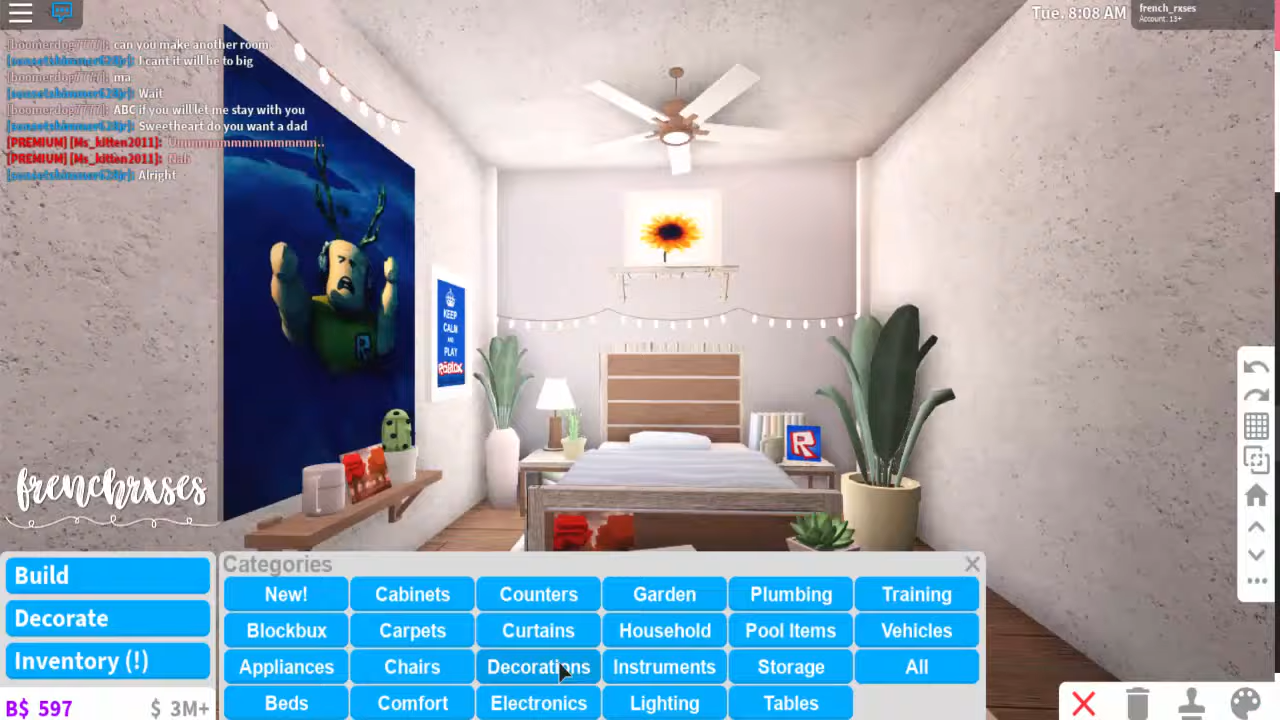 Tue. 8:08 AM
french_rxses
Account: 13+
[boomerdog7777]: can you make another room
[sunsetshimmer628jr]: I cant it will be to big
[boomerdog7777]: ma
Wait
[boomerdog7777]: ABC if you will let me stay with you
Sweetheart do you want a dad
[PREMIUM] [Ms_kitten2011]: Ummmmmmmmmmmmmm..
[PREMIUM] [Ms_kitten2011]: Nah
Alright
KEEP
CALM
AND
PLAY
ROBLOX
R
R
frenchrxses
Build
Decorate
Inventory (!)
B$ 597
$ 3M+
Categories
New!
Cabinets
Counters
Garden
Plumbing
Training
Blockbux
Carpets
Curtains
Household
Pool Items
Vehicles
Appliances
Chairs
Decorations
Instruments
Storage
All
Beds
Comfort
Electronics
Lighting
Tables